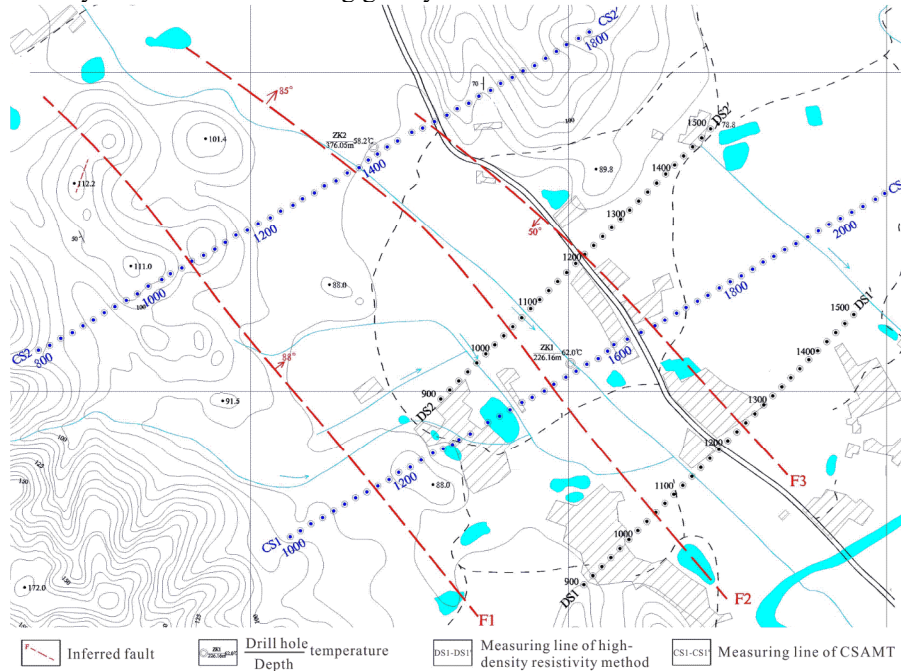 CS2'
1800
85°
70
101.4
ZK2
376.05m 58.2℃
1400
100
89.8
1500
DS2'
78.8
1400
112.2
1200
1300
50°
2000
CS
50
111.0
1000
1200
1100
1800
88.0
CS2
800
1500
DS1'
1000
ZK1
226.16m 62.0℃
1600
1400
88°
900
DS2
91.5
1300
1200
1200
88.0
F3
1100
CS1
1000
1000
900
DS1
172.0
F1
F2
F
Inferred fault
Drill hole
Depth
temperature
DS1-DS1'
Measuring line of high-
density resistivity method
CS1-CS1'
Measuring line of CSAMT